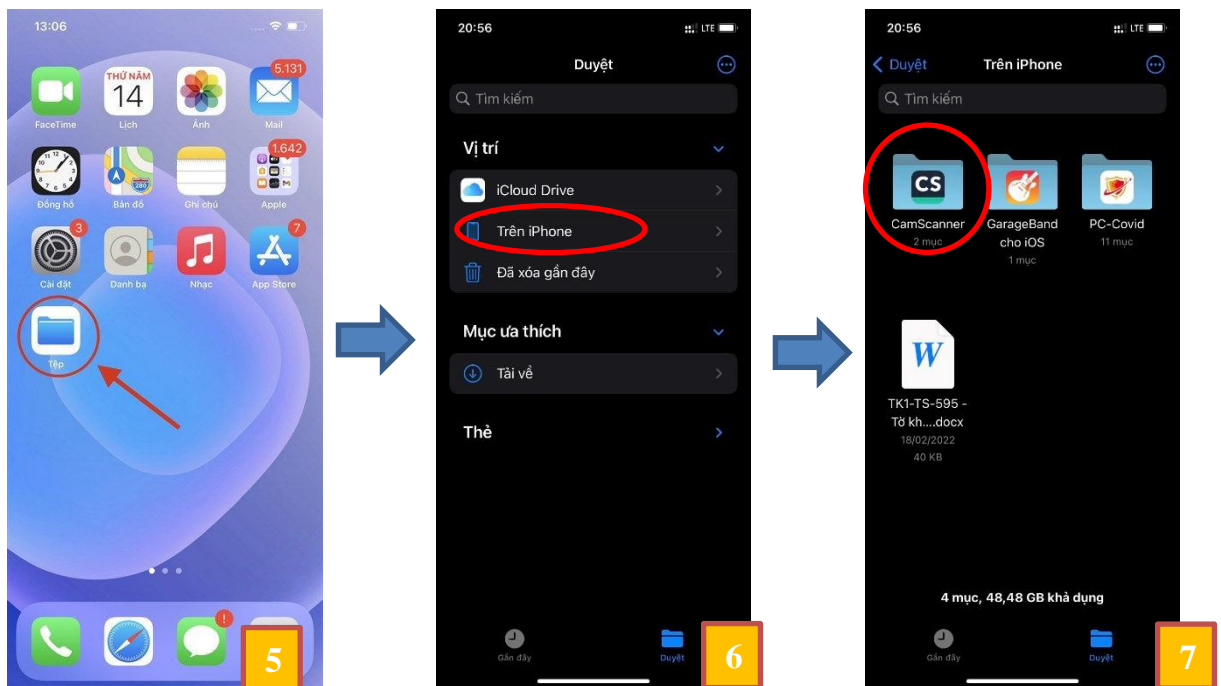 13:06
5.131
THỨ NĂM
14
FaceTime
Lịch
Ảnh
Mail
1.642
280
Đồng hồ
Bản đồ
Ghi chú
Apple
3
7
Cài đặt
Danh bạ
Nhạc
App Store
Tệp
!
5
20:56
LTE
Duyệt
Tìm kiếm
Vị trí
iCloud Drive
Trên iPhone
Đã xóa gần đây
Mục ưa thích
Tải về
Thẻ
Gần đây
Duyệt
6
20:56
LTE
Duyệt
Trên iPhone
Tìm kiếm
CS
CamScanner
2 mục
GarageBand
cho iOS
1 mục
PC-Covid
11 mục
W
TK1-TS-595 -
Tờ kh....docx
18/02/2022
40 KB
4 mục, 48,48 GB khả dụng
Gần đây
Duyệt
7